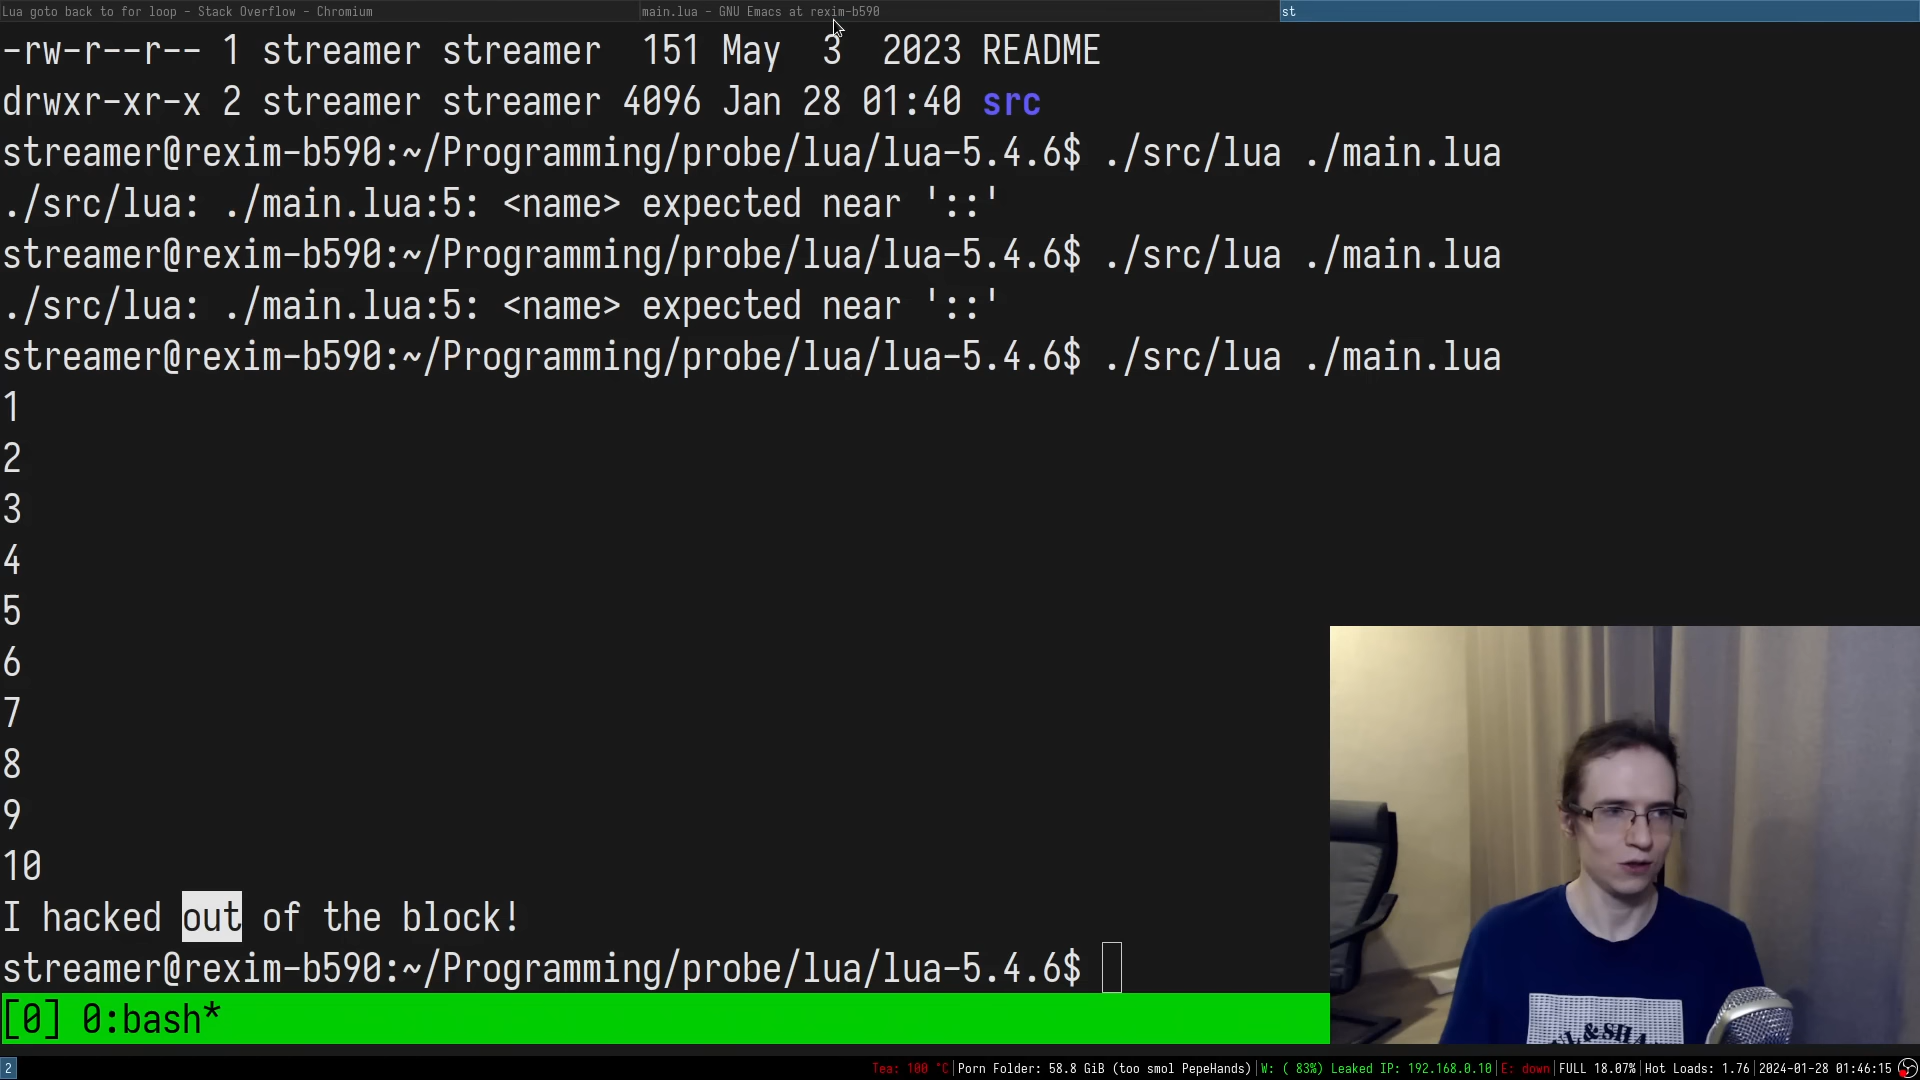 Lua goto back to for loop - Stack Overflow - Chromium
main.lua - GNU Emacs at rexim-b590
st
-rw-r--r-- 1 streamer streamer  151 May  3  2023 README
drwxr-xr-x 2 streamer streamer 4096 Jan 28 01:40 src
streamer@rexim-b590:~/Programming/probe/lua/lua-5.4.6$ ./src/lua ./main.lua
./src/lua: ./main.lua:5: <name> expected near '::'
streamer@rexim-b590:~/Programming/probe/lua/lua-5.4.6$ ./src/lua ./main.lua
./src/lua: ./main.lua:5: <name> expected near '::'
streamer@rexim-b590:~/Programming/probe/lua/lua-5.4.6$ ./src/lua ./main.lua
1
2
3
4
5
6
7
8
9
10
I hacked out of the block!
streamer@rexim-b590:~/Programming/probe/lua/lua-5.4.6$
[0] 0:bash*
2
Tea: 100 °C|Porn Folder: 58.8 GiB (too smol PepeHands)|W: ( 83%) Leaked IP: 192.168.0.10|E: down|FULL 18.07%|Hot Loads: 1.76|2024-01-28 01:46:15